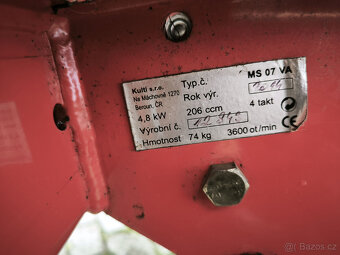 Kulti s.r.o. Typ.č. MS 07 VA
Na Máchovně 1270 Rok výr.
Beroun, ČR
4,8 kW 206 ccm 4 takt
Výrobní č.
Hmotnost 74 kg 3600 ot/min
Bazos.cz